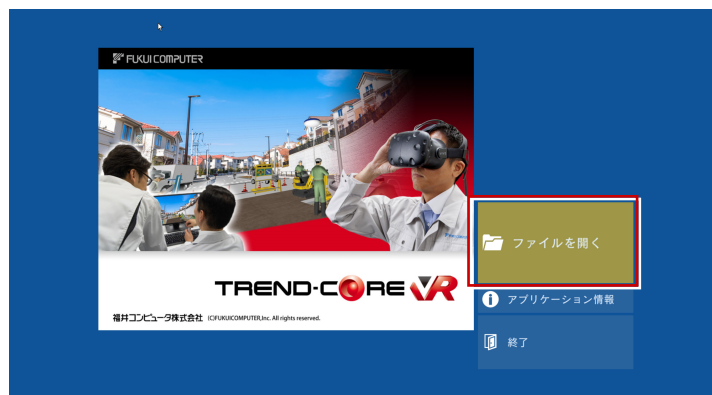 FUKUI COMPUTER
TREND-CORE VR
福井コンピュータ株式会社 (C)FUKUICOMPUTER,Inc. All rights reserved.
ファイルを開く
アプリケーション情報
終了